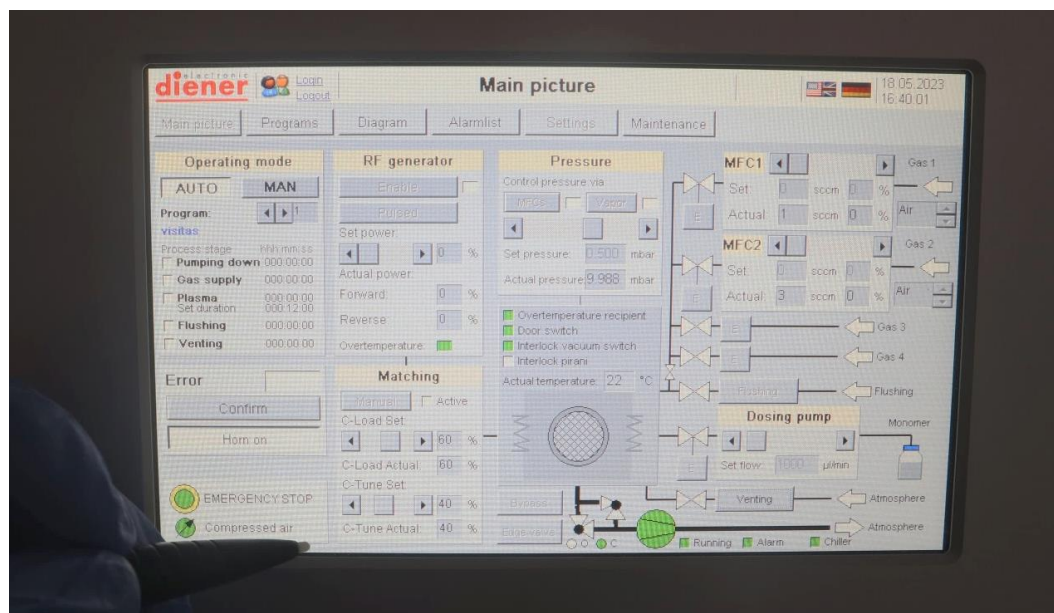 electronic
diener
Login
Logout
Main picture
18.05.2023
16:40:01
Main picture
Programs
Diagram
Alarmlist
Settings
Maintenance
Operating mode
AUTO
MAN
Program:
1
visitas
Process stage hhh:mm:ss
Pumping down 000:00:00
Gas supply 000:00:00
Plasma 000:00:00
Set duration 000:12:00
Flushing 000:00:00
Venting 000:00:00
Error
Confirm
Horn on
EMERGENCY STOP
Compressed air
RF generator
Enable
Pulsed
Set power:
0 %
Actual power:
Forward: 0 %
Reverse: 0 %
Overtemperature:
Matching
Manual
Active
C-Load Set
60 %
C-Load Actual: 60 %
C-Tune Set
40 %
C-Tune Actual: 40 %
Pressure
Control pressure via
MFCs
Vapor
Set pressure: 0.500 mbar
Actual pressure: 9.988 mbar
Overtemperature recipient
Door switch
Interlock vacuum switch
Interlock pirani
Actual temperature: 22 °C
Pump
O C
MFC1
Gas 1
Set 0 sccm 0 %
E
Actual 1 sccm 0 %
Air
MFC2
Gas 2
Set 0 sccm 0 %
E
Actual 3 sccm 0 %
Air
E
Gas 3
E
Gas 4
Flushing
Flushing
Dosing pump
Monomer
E
Set flow: 1000 µl/min
Venting
Atmosphere
Atmosphere
Running
Alarm
Chiller